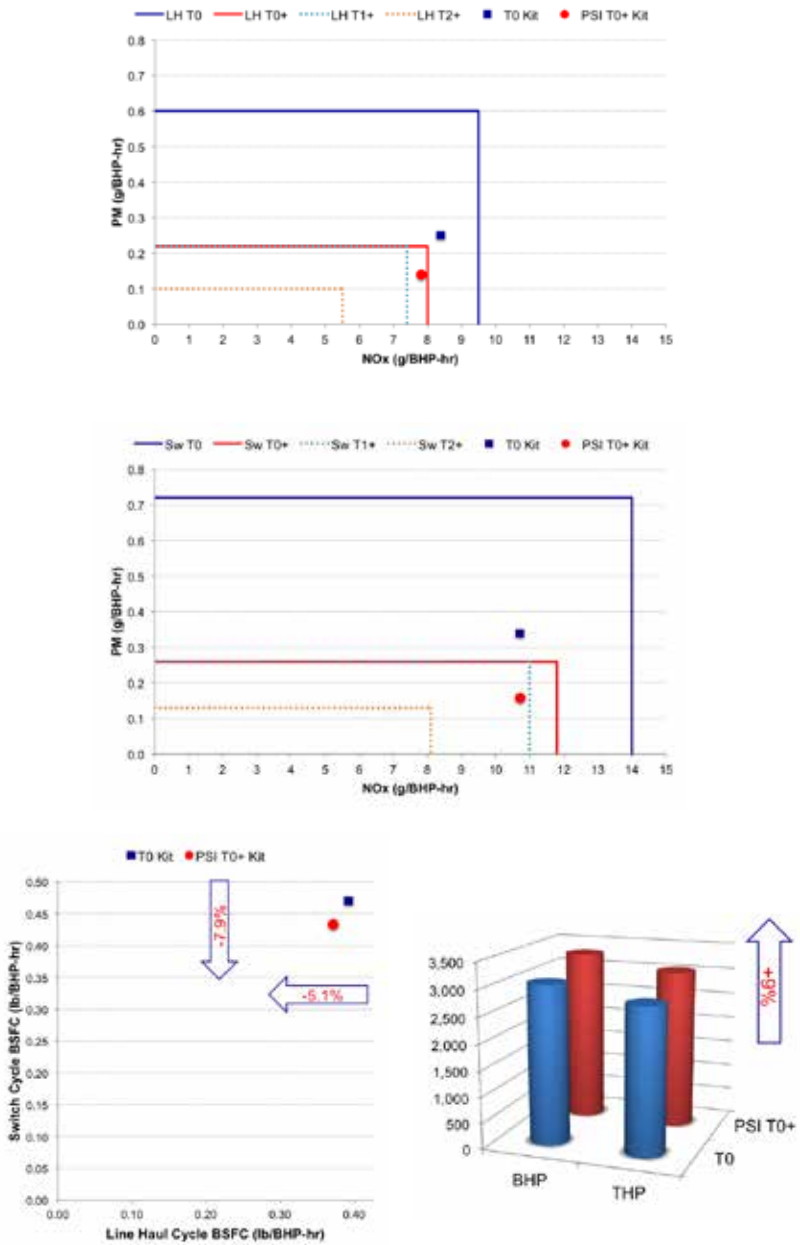 LH T0 LH T0+ LH T1+ LH T2+ T0 Kit PSI T0+ Kit
0.8
0.7
0.6
0.5
0.4
0.3
0.2
0.1
0.0
PM (g/BHP-hr)
0 1 2 3 4 5 6 7 8 9 10 11 12 13 14 15
NOx (g/BHP-hr)
Sw T0 Sw T0+ Sw T1+ Sw T2+ T0 Kit PSI T0+ Kit
0.8
0.7
0.6
0.5
0.4
0.3
0.2
0.1
0.0
PM (g/BHP-hr)
0 1 2 3 4 5 6 7 8 9 10 11 12 13 14 15
NOx (g/BHP-hr)
T0 Kit PSI T0+ Kit
0.50
0.45
0.40
0.35
0.30
0.25
0.20
0.15
0.10
0.05
0.00
Switch Cycle BSFC (lb/BHP-hr)
-7.9%
-5.1%
0.00 0.10 0.20 0.30 0.40
Line Haul Cycle BSFC (lb/BHP-hr)
3,500
3,000
2,500
2,000
1,500
1,000
500
0
BHP
THP
T0
PSI T0+
+9%